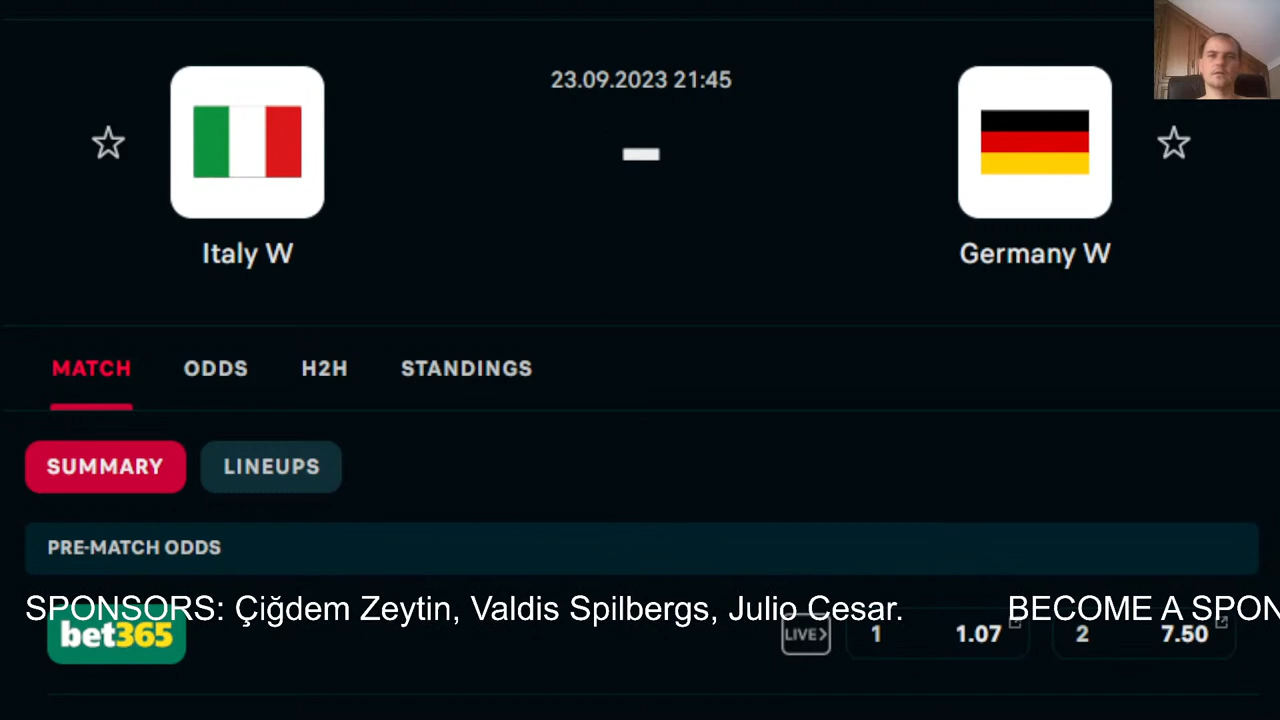 23.09.2023 21:45
-
Italy W
Germany W
MATCH ODDS H2H STANDINGS
SUMMARY LINEUPS
PRE-MATCH ODDS
SPONSORS: Çiğdem Zeytin, Valdis Spilbergs, Julio Cesar. BECOME A SPON
bet365 LIVE 1 1.07 2 7.50